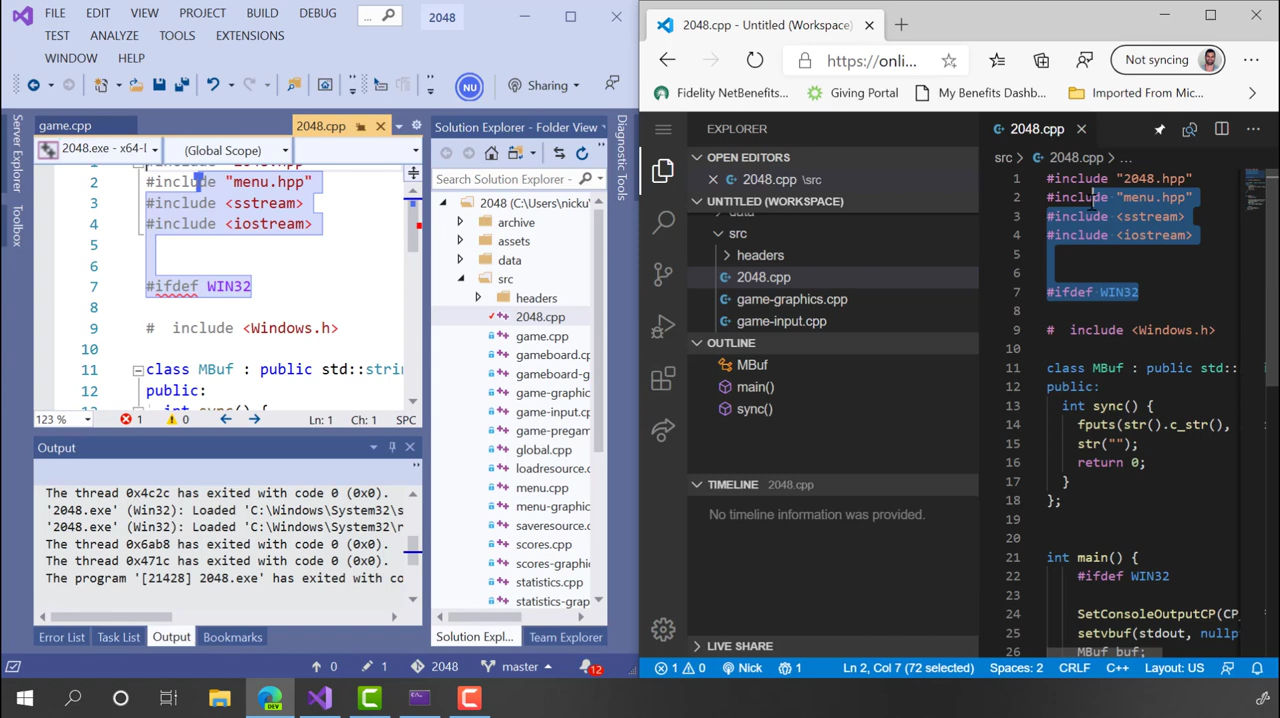 FILE EDIT VIEW PROJECT BUILD DEBUG
...
2048
TEST ANALYZE TOOLS EXTENSIONS
WINDOW HELP
NU
Sharing
game.cpp
2048.cpp
2048.exe - x64-
(Global Scope)
Server Explorer
Toolbox
2 #include "menu.hpp"
3 #include <sstream>
4 #include <iostream>
5
6
7 #ifdef WIN32
8
9 # include <Windows.h>
10
11 class MBuf : public std::
12 public:
int sync() {
123 %
1
0
Ln: 1 Ch: 1 SPC
Output
The thread 0x4c2c has exited with code 0 (0x0).
'2048.exe' (Win32): Loaded 'C:\Windows\System32\s
'2048.exe' (Win32): Loaded 'C:\Windows\System32\r
The thread 0x6ab8 has exited with code 0 (0x0).
The thread 0x471c has exited with code 0 (0x0).
The program '[21428] 2048.exe' has exited with co
Error List
Task List
Output
Bookmarks
Solution Explorer - Folder View
Search Solution Explorer -
2048 (C:\Users\nicku
archive
assets
data
src
headers
2048.cpp
game.cpp
gameboard.cp
gameboard-g
game-graphic
game-input.cp
game-pregam
global.cpp
loadresource.c
menu.cpp
menu-graphic
saveresource.c
scores.cpp
scores-graphic
statistics.cpp
statistics-grap
Solution Expl...
Team Explorer
Diagnostic Tools
0
1
2048
master
12
2048.cpp - Untitled (Workspace)
https://onli...
Not syncing
...
Fidelity NetBenefits...
Giving Portal
My Benefits Dashb...
Imported From Mic...
EXPLORER
OPEN EDITORS
2048.cpp \src
UNTITLED (WORKSPACE)
src
headers
2048.cpp
game-graphics.cpp
game-input.cpp
OUTLINE
MBuf
main()
sync()
TIMELINE 2048.cpp
No timeline information was provided.
LIVE SHARE
2048.cpp
...
src > 2048.cpp > ...
1 #include "2048.hpp"
2 #include "menu.hpp"
3 #include <sstream>
4 #include <iostream>
5
6
7 #ifdef WIN32
8
9 # include <Windows.h>
10
11 class MBuf : public std::
12 public:
13 int sync() {
14 fputs(str().c_str(),
15 str("");
16 return 0;
17 }
18 };
19
20
21 int main() {
22 #ifdef WIN32
23
24 SetConsoleOutputCP(CP_
25 setvbuf(stdout, nullp
26 MBuf buf;
1
0
Nick
1
Ln 2, Col 7 (72 selected)
Spaces: 2
CRLF
C++
Layout: US
DEV